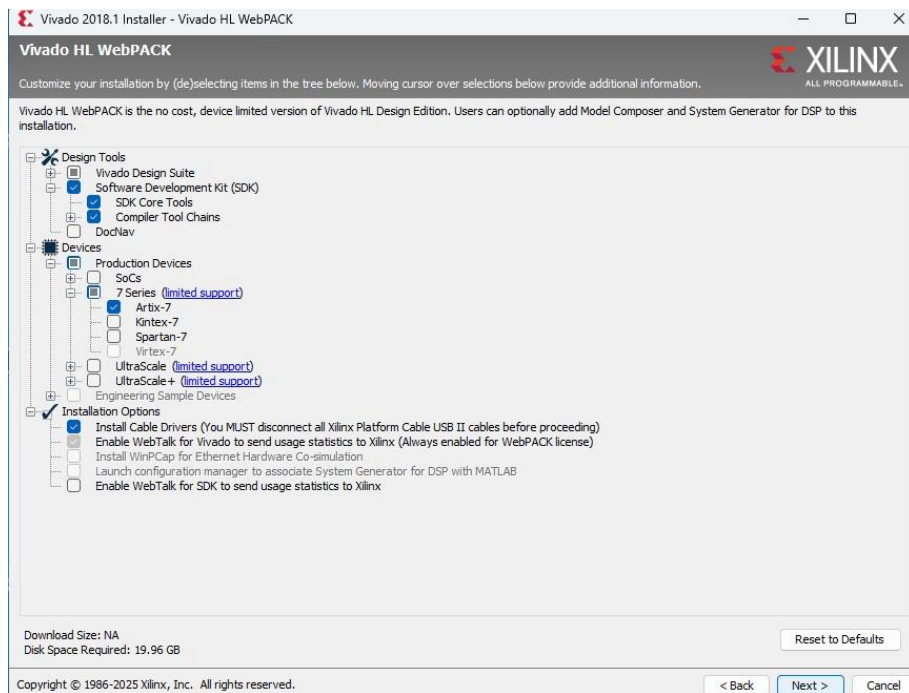 Vivado 2018.1 Installer - Vivado HL WebPACK
Vivado HL WebPACK
XILINX
ALL PROGRAMMABLE.
Customize your installation by (de)selecting items in the tree below. Moving cursor over selections below provide additional information.
Vivado HL WebPACK is the no cost, device limited version of Vivado HL Design Edition. Users can optionally add Model Composer and System Generator for DSP to this
installation.
Design Tools
Vivado Design Suite
Software Development Kit (SDK)
SDK Core Tools
Compiler Tool Chains
DocNav
Devices
Production Devices
SoCs
7 Series (limited support)
Artix-7
Kintex-7
Spartan-7
Virtex-7
UltraScale (limited support)
UltraScale+ (limited support)
Engineering Sample Devices
Installation Options
Install Cable Drivers (You MUST disconnect all Xilinx Platform Cable USB II cables before proceeding)
Enable WebTalk for Vivado to send usage statistics to Xilinx (Always enabled for WebPACK license)
Install WinPCap for Ethernet Hardware Co-simulation
Launch configuration manager to associate System Generator for DSP with MATLAB
Enable WebTalk for SDK to send usage statistics to Xilinx
Download Size: NA
Disk Space Required: 19.96 GB
Reset to Defaults
Copyright © 1986-2025 Xilinx, Inc. All rights reserved.
< Back Next > Cancel